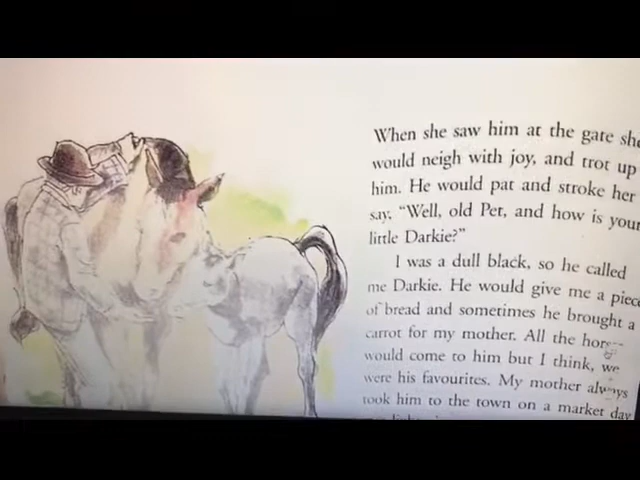 When she saw him at the gate she
would neigh with joy, and trot up
him. He would pat and stroke her
say, "Well, old Pet, and how is your
little Darkie?"
I was a dull black, so he called
me Darkie. He would give me a piece
of bread and sometimes he brought a
carrot for my mother. All the
would come to him but I think, we
were his favourites. My mother always
took him to the town on a market day